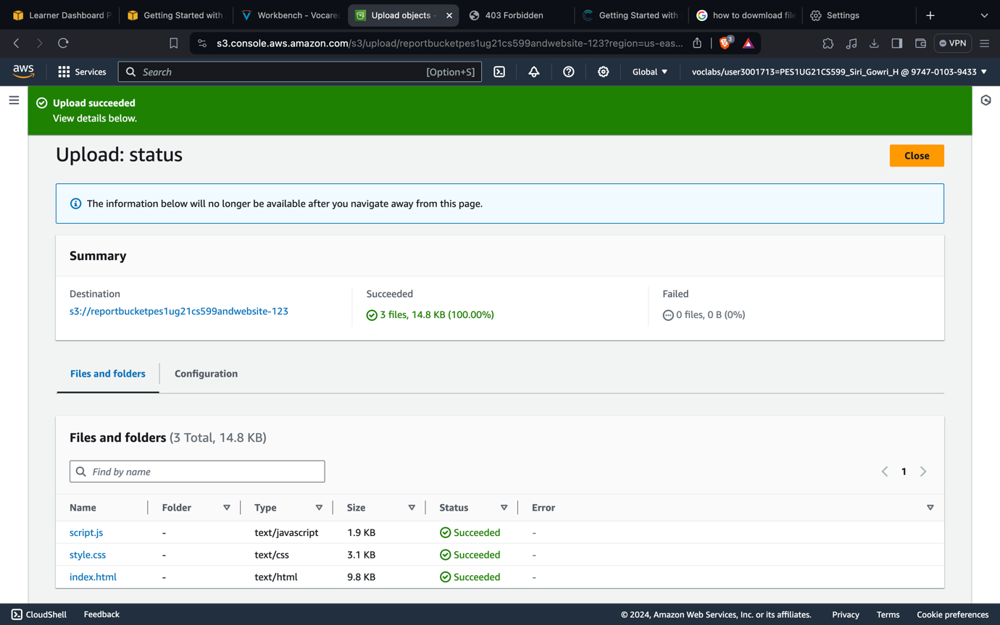 Learner Dashboard P
Getting Started with
Workbench - Vocare
Upload objects -
403 Forbidden
Getting Started with
how to dowmload file
Settings
s3.console.aws.amazon.com/s3/upload/reportbucketpes1ug21cs599andwebsite-123?region=us-eas...
3
VPN
aws
Services
Search
[Option+S]
Global
voclabs/user3001713=PES1UG21CS599_Siri_Gowri_H @ 9747-0103-9433
Upload succeeded
View details below.
Upload: status
Close
The information below will no longer be available after you navigate away from this page.
Summary
Destination
s3://reportbucketpes1ug21cs599andwebsite-123
Succeeded
3 files, 14.8 KB (100.00%)
Failed
0 files, 0 B (0%)
Files and folders
Configuration
Files and folders (3 Total, 14.8 KB)
Find by name
1
Name Folder Type Size Status Error
script.js - text/javascript 1.9 KB Succeeded -
style.css - text/css 3.1 KB Succeeded -
index.html - text/html 9.8 KB Succeeded -
CloudShell Feedback © 2024, Amazon Web Services, Inc. or its affiliates. Privacy Terms Cookie preferences